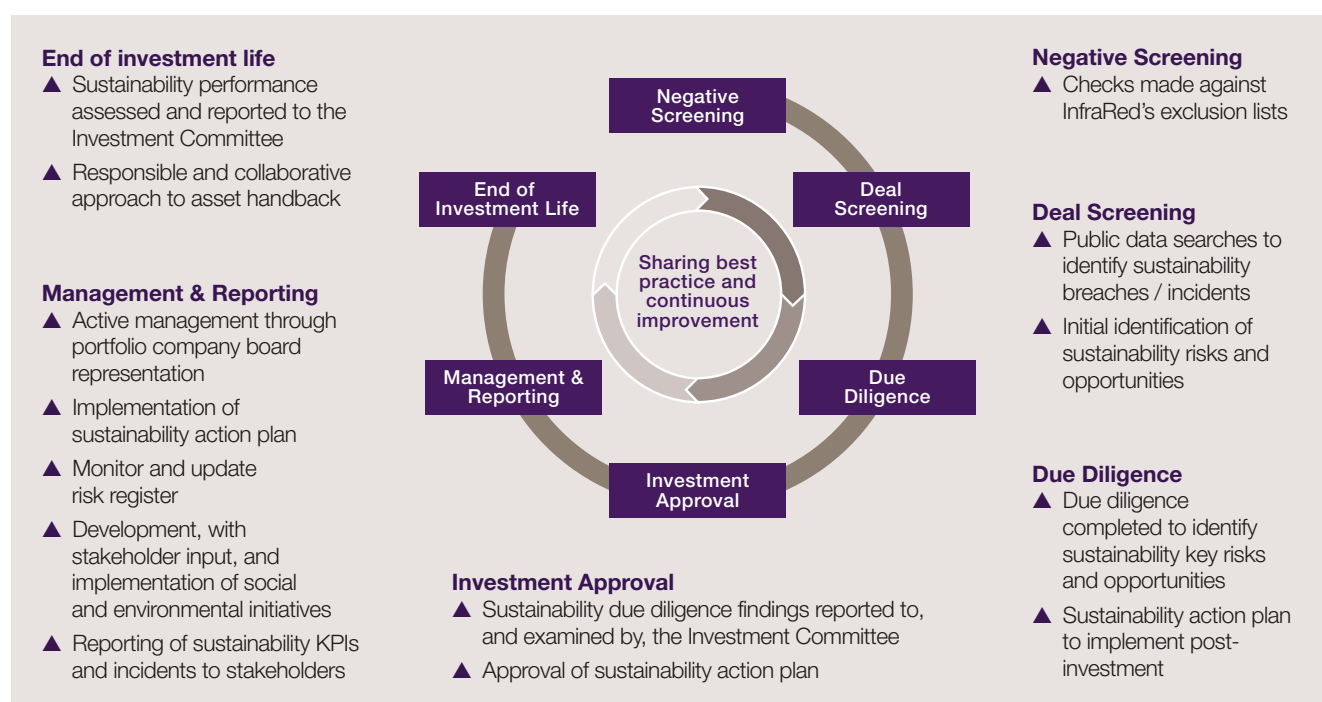 End of investment life
▲ Sustainability performance
assessed and reported to the
Investment Committee
▲ Responsible and collaborative
approach to asset handback
Management & Reporting
▲ Active management through
portfolio company board
representation
▲ Implementation of
sustainability action plan
▲ Monitor and update
risk register
▲ Development, with
stakeholder input, and
implementation of social
and environmental initiatives
▲ Reporting of sustainability KPIs
and incidents to stakeholders
Negative
Screening
Deal
Screening
Due
Diligence
Investment
Approval
Management &
Reporting
End of
Investment Life
Sharing best
practice and
continuous
improvement
Investment Approval
▲ Sustainability due diligence findings reported to,
and examined by, the Investment Committee
▲ Approval of sustainability action plan
Negative Screening
▲ Checks made against
InfraRed's exclusion lists
Deal Screening
▲ Public data searches to
identify sustainability
breaches / incidents
▲ Initial identification of
sustainability risks and
opportunities
Due Diligence
▲ Due diligence
completed to identify
sustainability key risks
and opportunities
▲ Sustainability action plan
to implement post-
investment